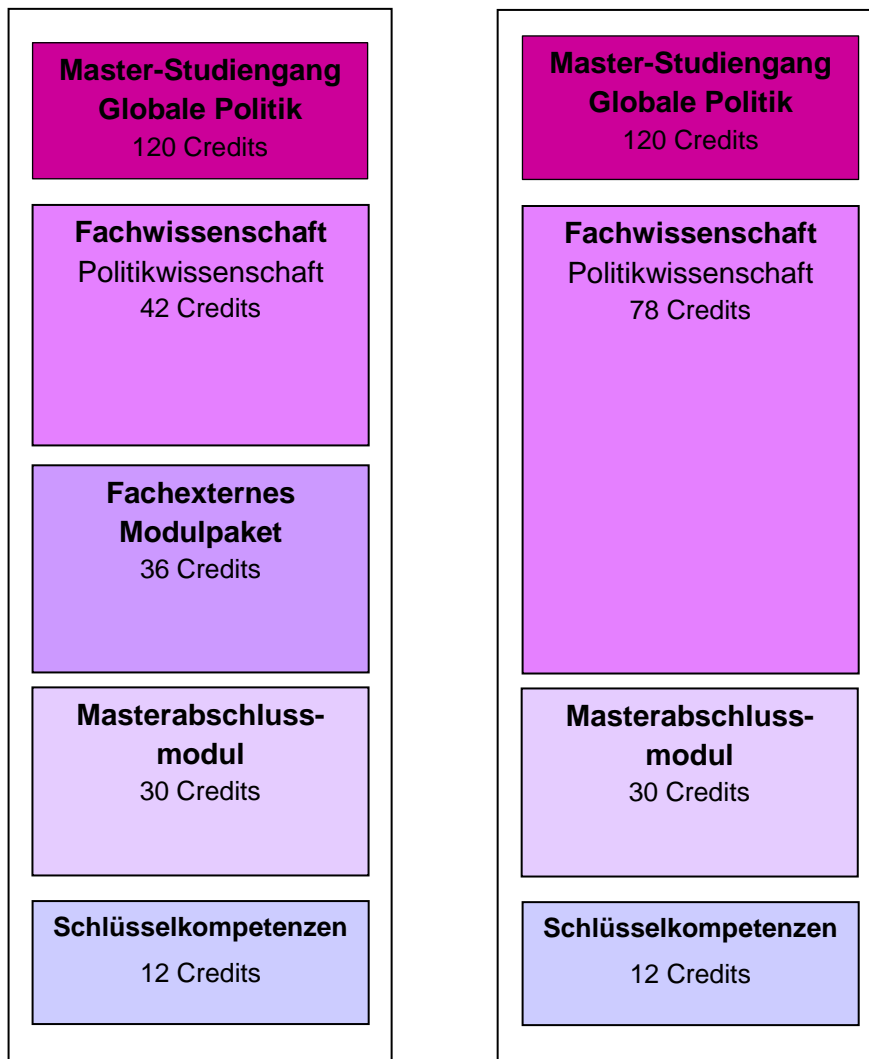 Master-Studiengang
Globale Politik
120 Credits
Fachwissenschaft
Politikwissenschaft
42 Credits
Fachexternes
Modulpaket
36 Credits
Masterabschluss-
modul
30 Credits
Schlüsselkompetenzen
12 Credits
Master-Studiengang
Globale Politik
120 Credits
Fachwissenschaft
Politikwissenschaft
78 Credits
Masterabschluss-
modul
30 Credits
Schlüsselkompetenzen
12 Credits